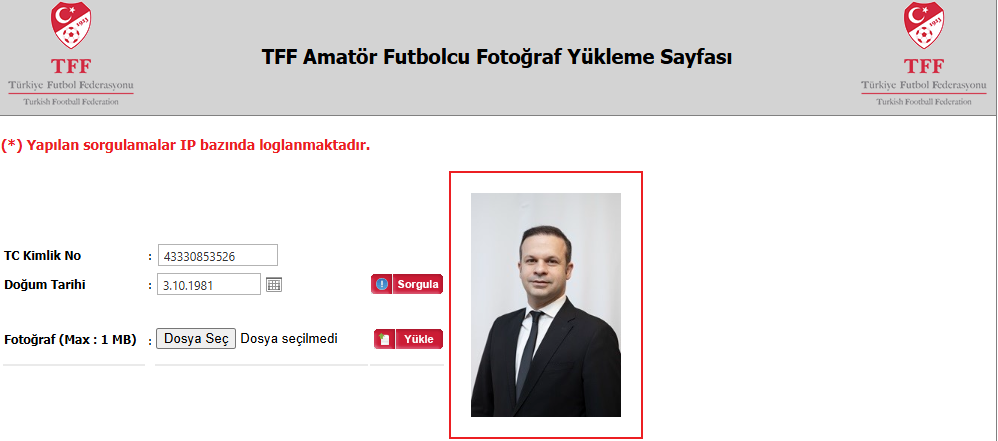 1923
TFF
Türkiye Futbol Federasyonu
Turkish Football Federation
TFF Amatör Futbolcu Fotoğraf Yükleme Sayfası
1923
TFF
Türkiye Futbol Federasyonu
Turkish Football Federation
(*) Yapılan sorgulamalar IP bazında loglanmaktadır.
TC Kimlik No : 43330853526
Doğum Tarihi : 3.10.1981 Sorgula
Fotoğraf (Max : 1 MB) : Dosya Seç Dosya seçilmedi Yükle